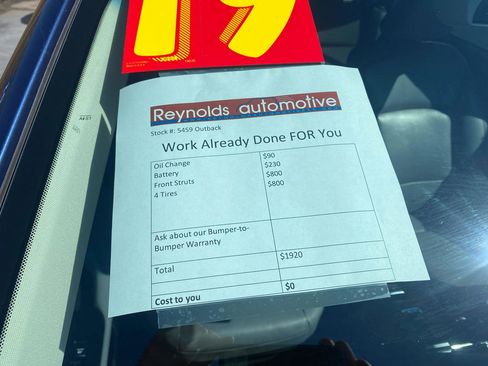 19
Reynolds automotive
Stock #: 5459 Outback
Work Already Done FOR You
Oil Change $90
Battery $230
Front Struts $800
4 Tires $800
Ask about our Bumper-to-
Bumper Warranty
Total $1920
Cost to you $0